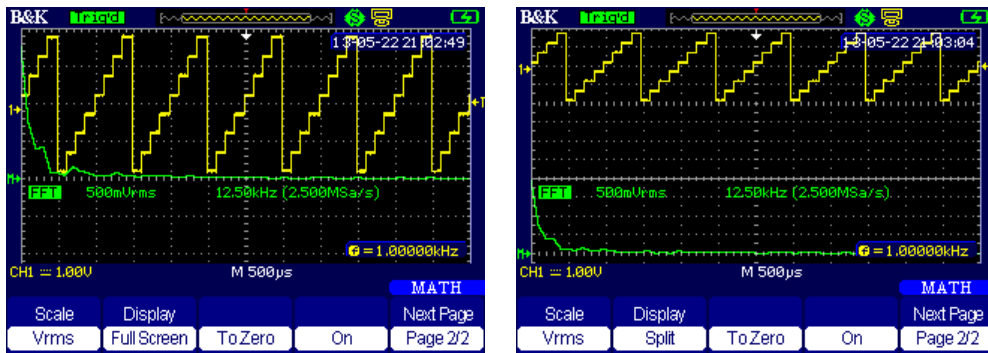 B&K Trig'd
13-05-22 21:02:49
1
T
M
FFT 500mVrms 12.50kHz (2.500MSa/s)
f = 1.00000kHz
CH1 1.00V M 500µs
MATH
Scale Display Next Page
Vrms Full Screen To Zero On Page 2/2
B&K Trig'd
13-05-22 21:03:04
1
FFT 500mVrms 12.50kHz (2.500MSa/s)
M
f = 1.00000kHz
CH1 1.00V M 500µs
MATH
Scale Display Next Page
Vrms Split To Zero On Page 2/2